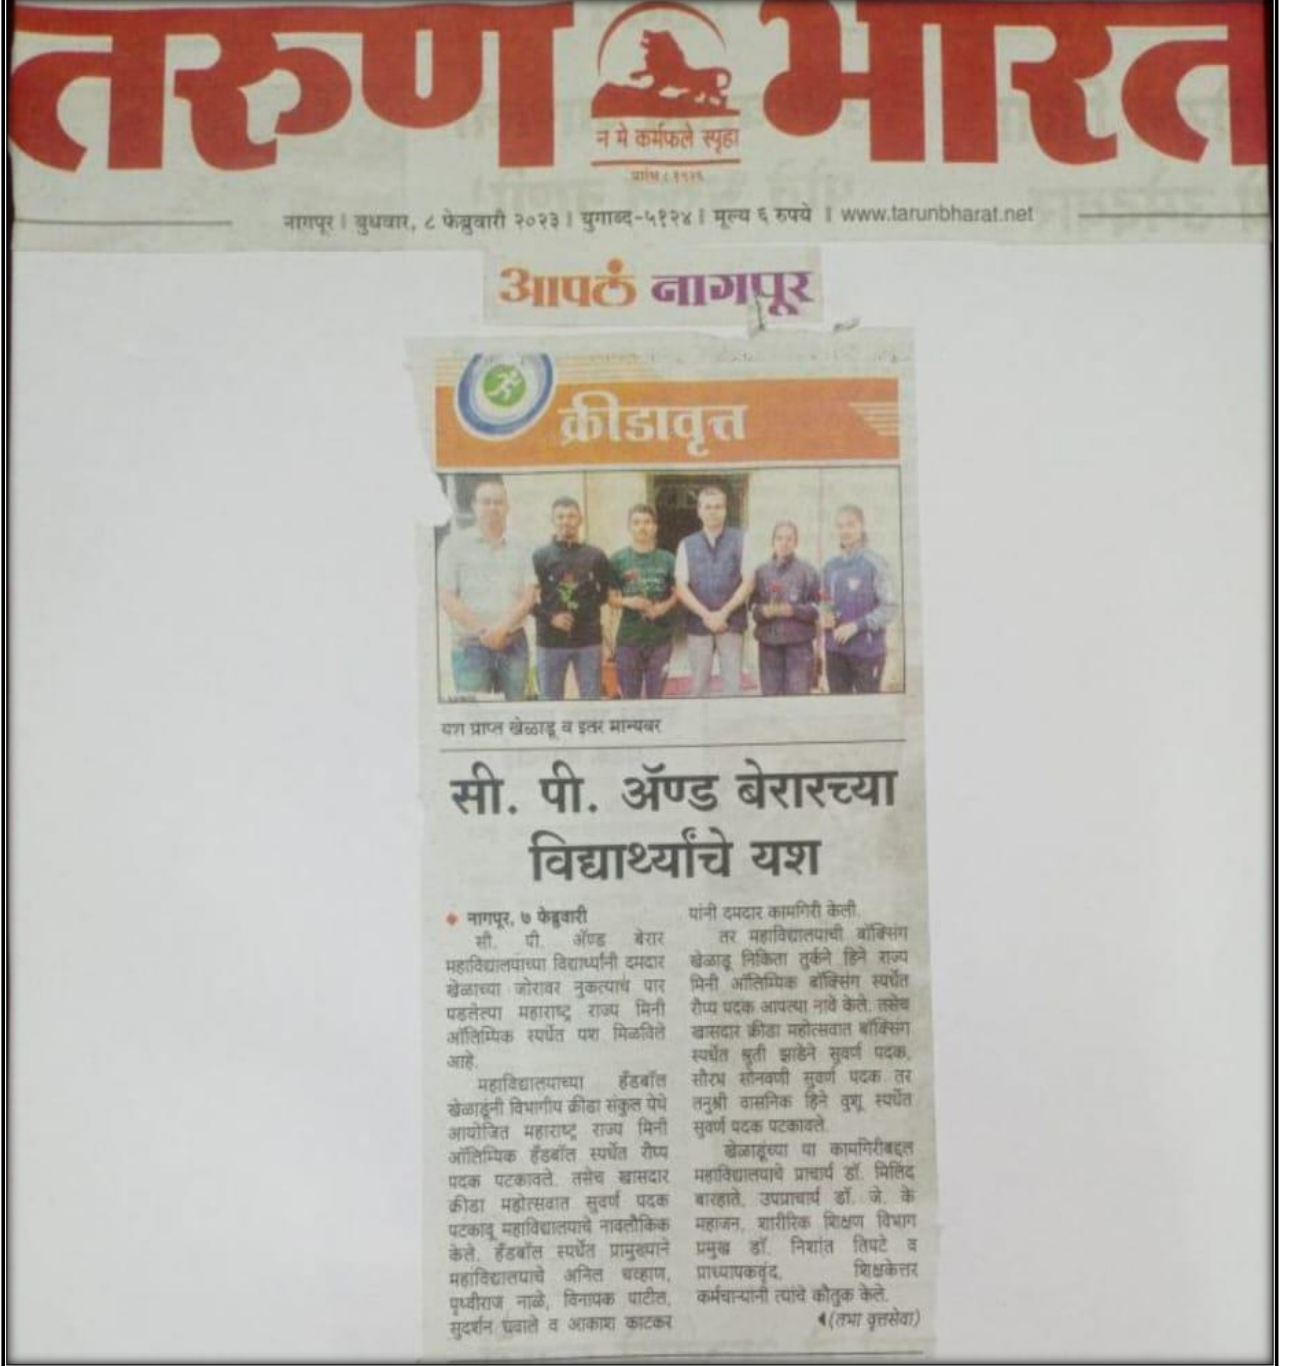 तरुण भारत
न मे कर्मफले स्पृहा
प्रारंभ १९२६
नागपूर | बुधवार, ८ फेब्रुवारी २०२३ | युगाब्द-५१२४ | मूल्य ६ रुपये | www.tarunbharat.net
आपलं नागपूर
क्रीडावृत्त
यश प्राप्त खेळाडू व इतर मान्यवर
सी. पी. ॲण्ड बेरारच्या
विद्यार्थ्यांचे यश
नागपूर, ७ फेब्रुवारी
सी. पी. ॲण्ड बेरार
महाविद्यालयाच्या विद्यार्थ्यांनी दमदार
खेळाच्या जोरावर नुकत्याच पार
पडलेल्या महाराष्ट्र राज्य मिनी
ऑलिम्पिक स्पर्धेत यश मिळविले
आहे.
महाविद्यालयाच्या हँडबॉल
खेळाडूंनी विभागीय क्रीडा संकुल येथे
आयोजित महाराष्ट्र राज्य मिनी
ऑलिम्पिक हँडबॉल स्पर्धेत रौप्य
पदक पटकावले. तसेच खासदार
क्रीडा महोत्सवात सुवर्ण पदक
पटकावू महाविद्यालयाचे नावलौकिक
केले. हँडबॉल स्पर्धेत प्रामुख्याने
महाविद्यालयाचे अनिल चव्हाण,
पृथ्वीराज नाळे, विनायक पाटील,
सुदर्शन घवाले व आकाश काटकर
यांनी दमदार कामगिरी केली.
तर महाविद्यालयाची बॉक्सिंग
खेळाडू निकिता तुर्कने हिने राज्य
मिनी ऑलिम्पिक बॉक्सिंग स्पर्धेत
रौप्य पदक आपल्या नावे केले. तसेच
खासदार क्रीडा महोत्सवात बॉक्सिंग
स्पर्धेत श्रुती झाडेने सुवर्ण पदक,
सौरभ सोनवणी सुवर्ण पदक तर
तनुश्री वासनिक हिने वुशू स्पर्धेत
सुवर्ण पदक पटकावले.
खेळाडूंच्या या कामगिरीबद्दल
महाविद्यालयाचे प्राचार्य डॉ. मिलिंद
बारहाते, उपप्राचार्य डॉ. जे. के
महाजन, शारीरिक शिक्षण विभाग
प्रमुख डॉ. निशांत तिपटे व
प्राध्यापकवृंद, शिक्षकेत्तर
कर्मचाऱ्यांनी त्यांचे कौतुक केले.
(तभा वृत्तसेवा)